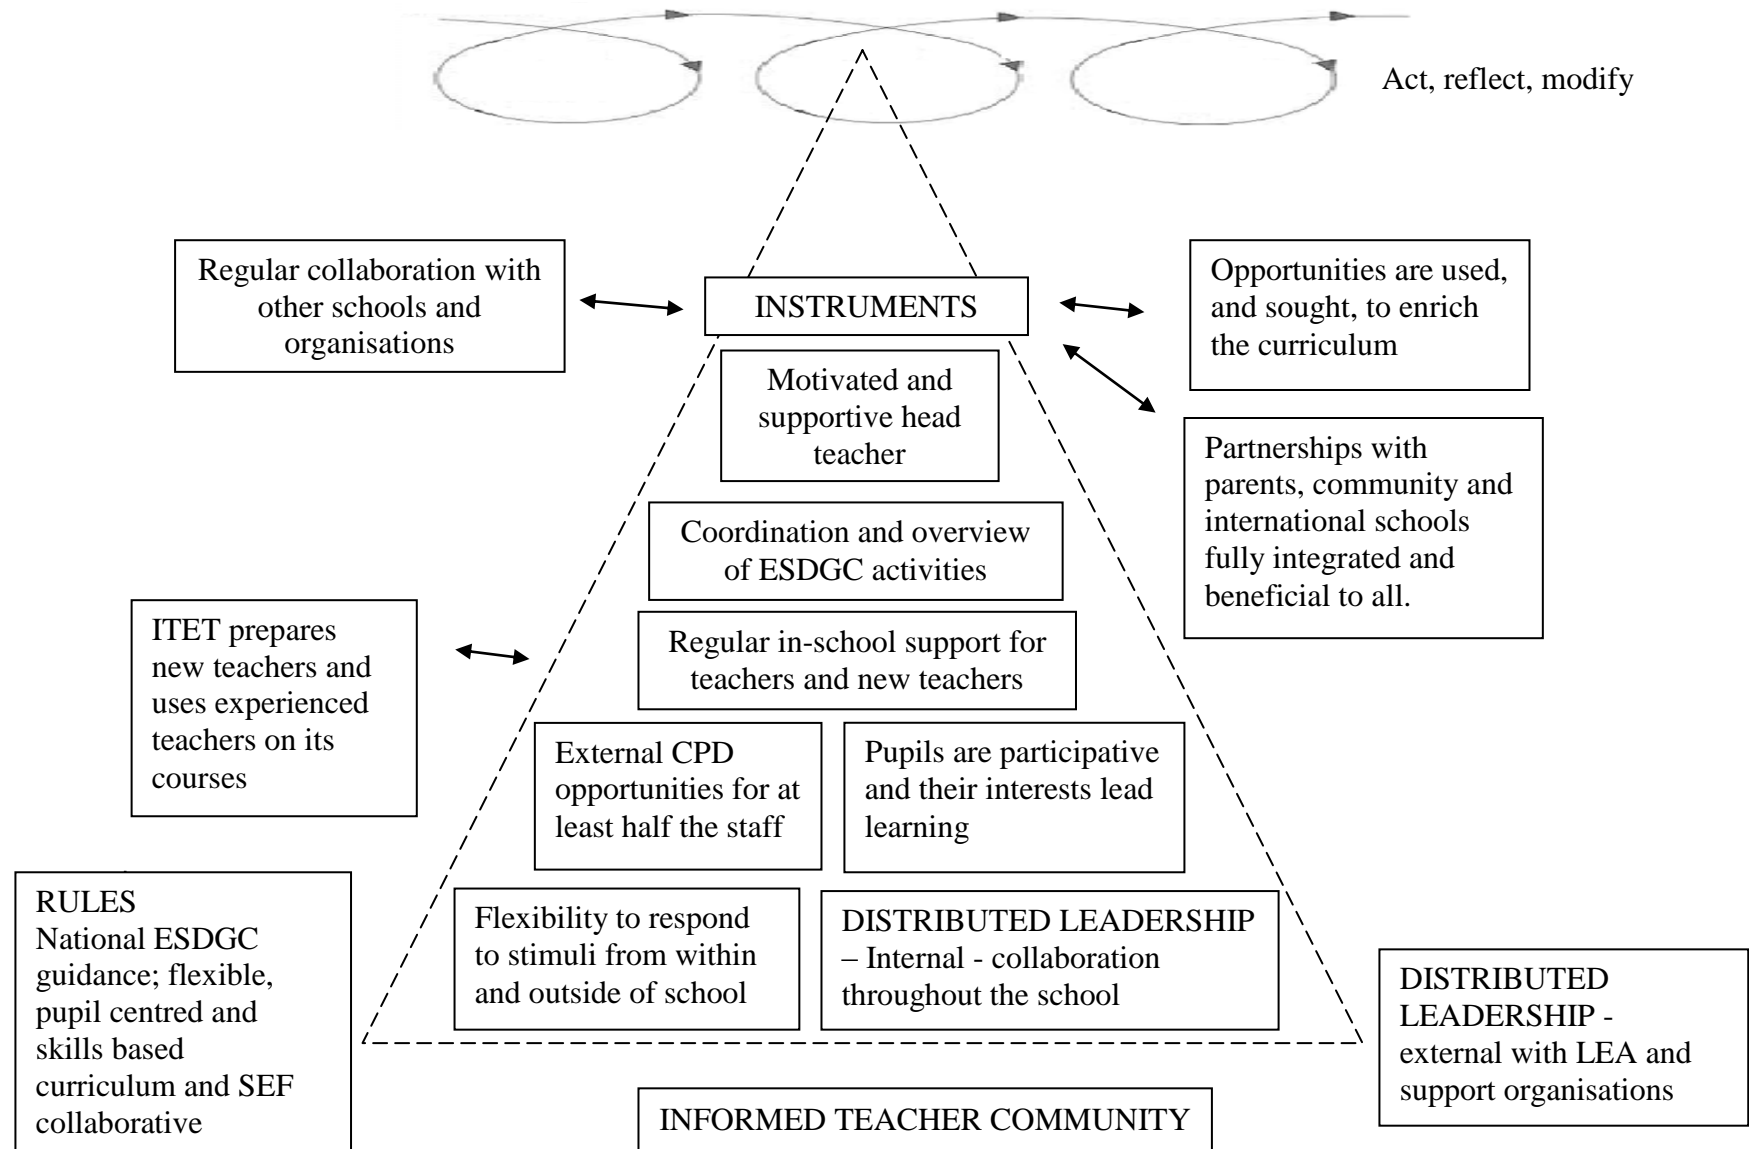 Act, reflect, modify
Regular collaboration with
other schools and
organisations
INSTRUMENTS
Opportunities are used,
and sought, to enrich
the curriculum
Motivated and
supportive head
teacher
Partnerships with
parents, community and
international schools
fully integrated and
beneficial to all.
Coordination and overview
of ESDGC activities
ITET prepares
new teachers and
uses experienced
teachers on its
courses
Regular in-school support for
teachers and new teachers
External CPD
opportunities for at
least half the staff
Pupils are participative
and their interests lead
learning
RULES
National ESDGC
guidance; flexible,
pupil centred and
skills based
curriculum and SEF
collaborative
Flexibility to respond
to stimuli from within
and outside of school
DISTRIBUTED LEADERSHIP
– Internal - collaboration
throughout the school
DISTRIBUTED
LEADERSHIP -
external with LEA and
support organisations
INFORMED TEACHER COMMUNITY